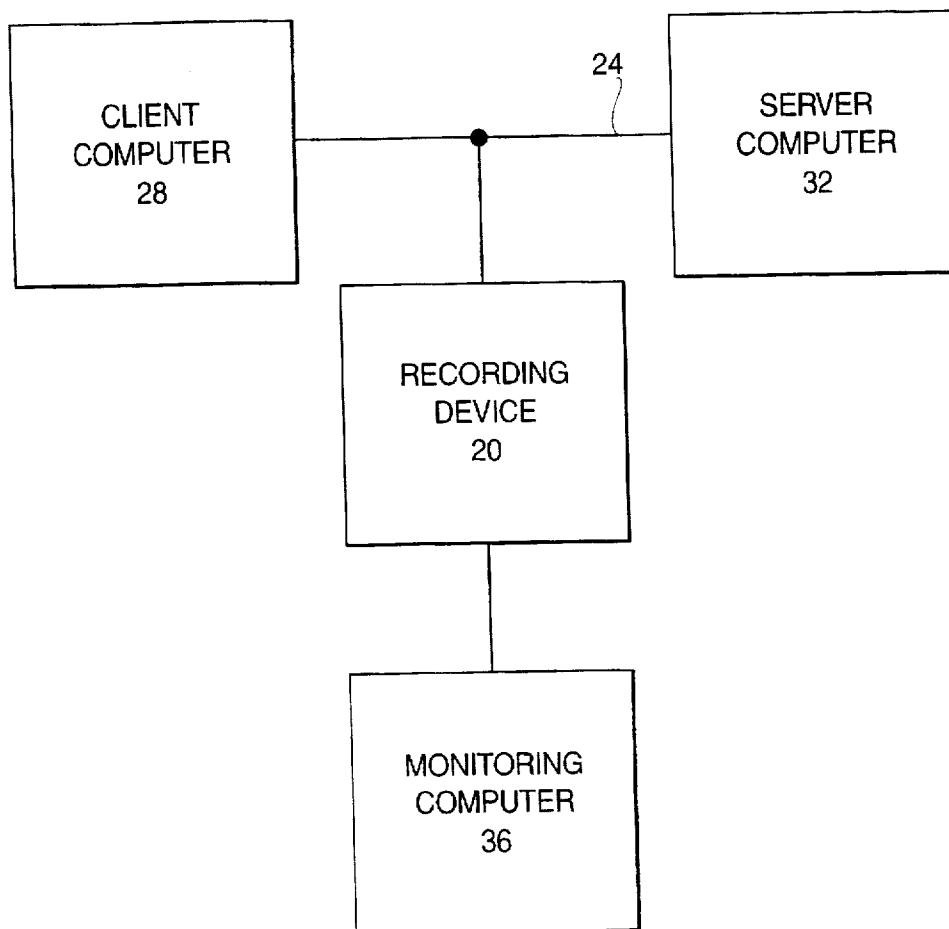 CLIENT
COMPUTER
28
24
SERVER
COMPUTER
32
RECORDING
DEVICE
20
MONITORING
COMPUTER
36